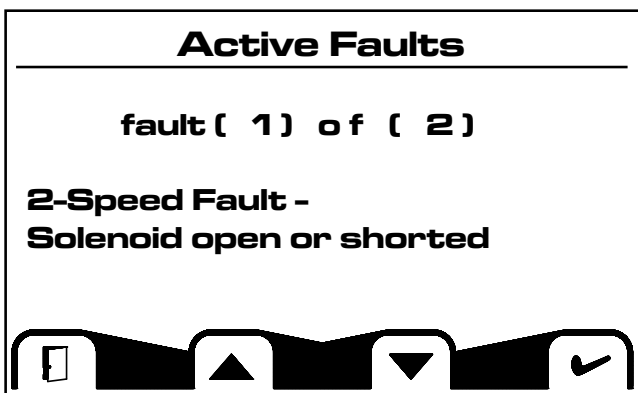 Active Faults
fault ( 1 ) of ( 2 )
2-Speed Fault -
Solenoid open or shorted